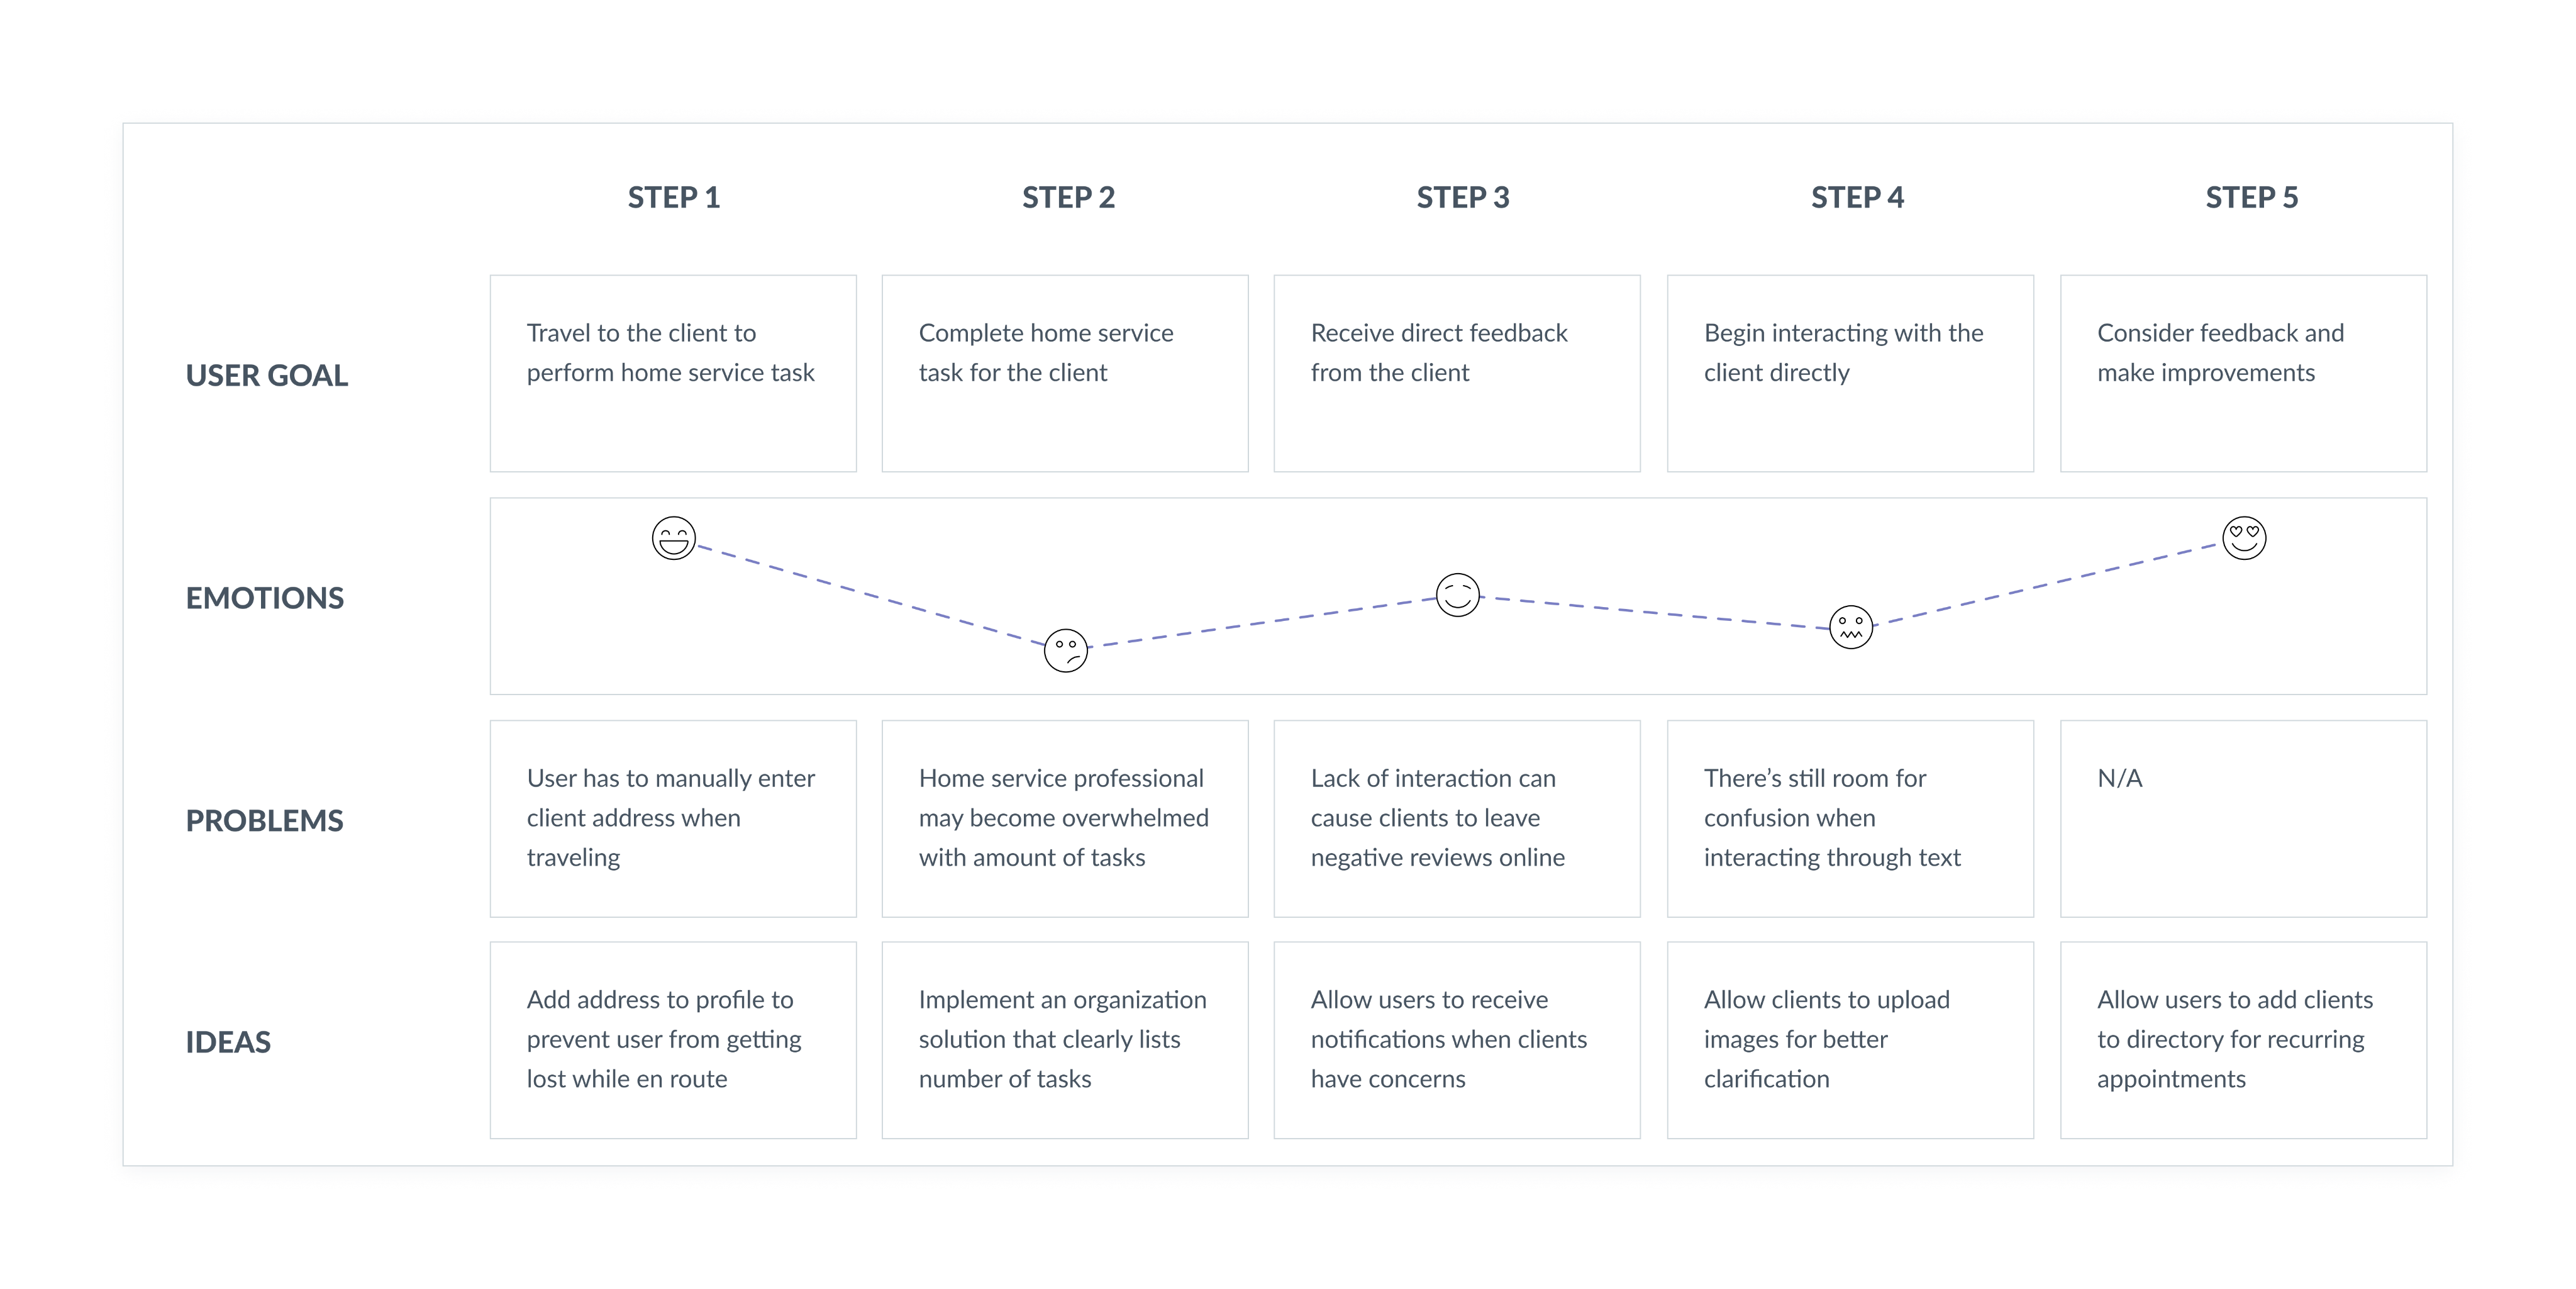 STEP 1
STEP 2
STEP 3
STEP 4
STEP 5
USER GOAL
Travel to the client to
perform home service task
Complete home service
task for the client
Receive direct feedback
from the client
Begin interacting with the
client directly
Consider feedback and
make improvements
EMOTIONS
PROBLEMS
User has to manually enter
client address when
traveling
Home service professional
may become overwhelmed
with amount of tasks
Lack of interaction can
cause clients to leave
negative reviews online
There’s still room for
confusion when
interacting through text
N/A
IDEAS
Add address to profile to
prevent user from getting
lost while en route
Implement an organization
solution that clearly lists
number of tasks
Allow users to receive
notifications when clients
have concerns
Allow clients to upload
images for better
clarification
Allow users to add clients
to directory for recurring
appointments